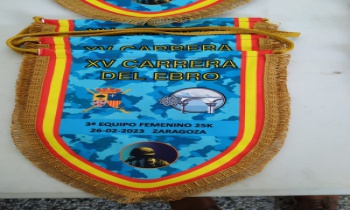 XV CARRERA
XV CARRERA
DEL EBRO
3º EQUIPO FEMENINO 25K
26-02-2023 ZARAGOZA